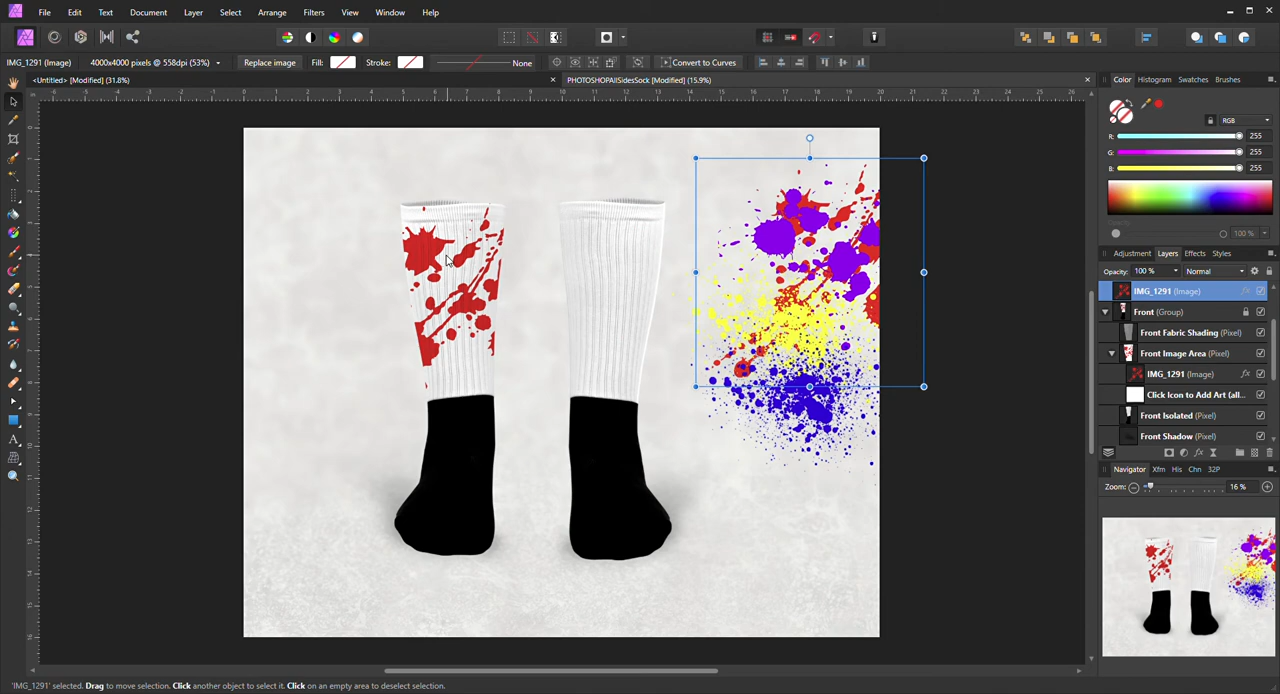 File Edit Text Document Layer Select Arrange Filters View Window Help
IMG_1291 (Image) 4000x4000 pixels @ 558dpi (53%) Replace image Fill: Stroke: None Convert to Curves
<Untitled> [Modified] (31.8%) PHOTOSHOPAllSidesSock [Modified] (15.9%)
Color Histogram Swatches Brushes
RGB
R: 255
G: 255
B: 255
Opacity
100 %
Adjustment Layers Effects Styles
Opacity: 100 % Normal
IMG_1291 (Image)
Front (Group)
Front Fabric Shading (Pixel)
Front Image Area (Pixel)
IMG_1291 (Image)
Click Icon to Add Art (all...
Front Isolated (Pixel)
Front Shadow (Pixel)
Navigator Xfm His Chn 32P
Zoom: 16 %
'IMG_1291' selected. Drag to move selection. Click another object to select it. Click on an empty area to deselect selection.